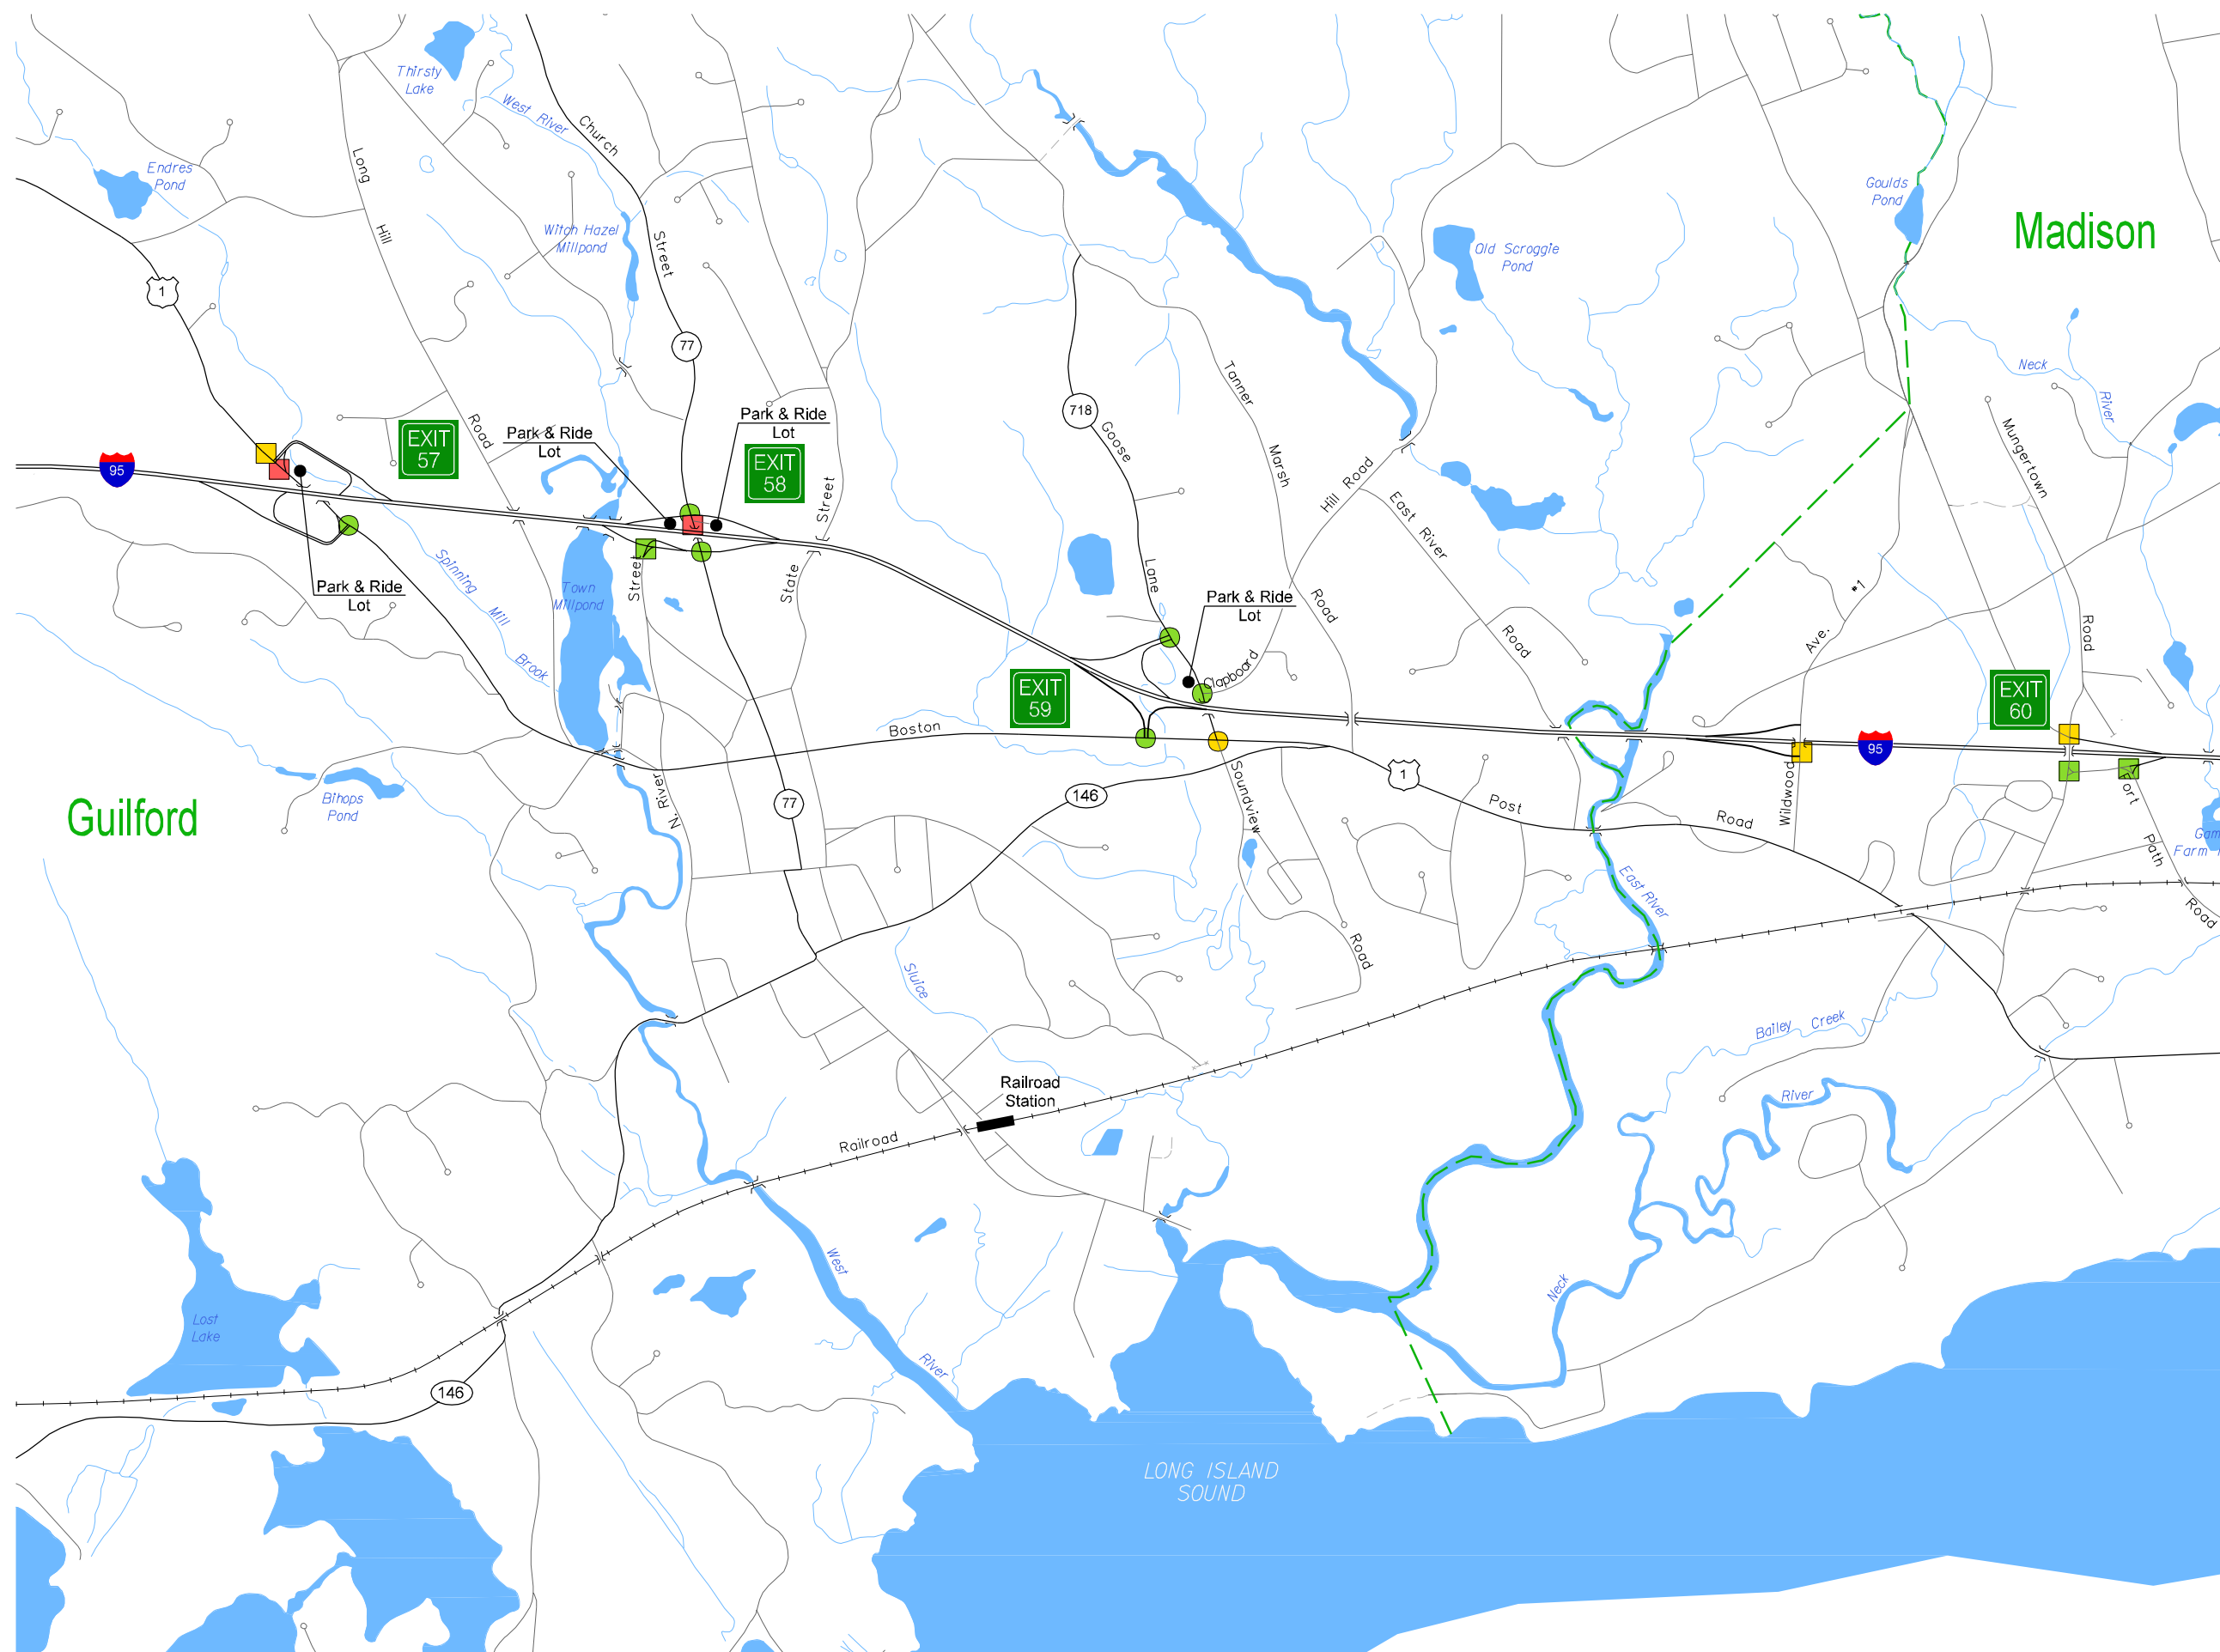 Thirsty
Lake
West River
Church
Street
Long
Hill
Road
Endres
Pond
Witch Hazel
Millpond
Goulds
Pond
Madison
Old Scroggie
Pond
1
77
Neck
River
718
Goose
Lane
Tanner
Marsh
Road
Mungertown
Road
EXIT
57
Park & Ride
Lot
Park & Ride
Lot
EXIT
58
95
Street
State
Hill Road
Clapboard
East River
Road
Spinning
Mill
Brook
Town
Millpond
Street
N. River
Park & Ride
Lot
Park & Ride
Lot
#1
Ave.
Wildwood
EXIT
59
EXIT
60
Boston
Post
Road
95
1
146
77
Soundview
Road
Guilford
Bihops
Pond
Fort
Path
Road
Gam
Farm
East River
Sluice
Bailey Creek
River
Neck
Railroad
Station
Railroad
West
River
Lost
Lake
146
LONG ISLAND
SOUND